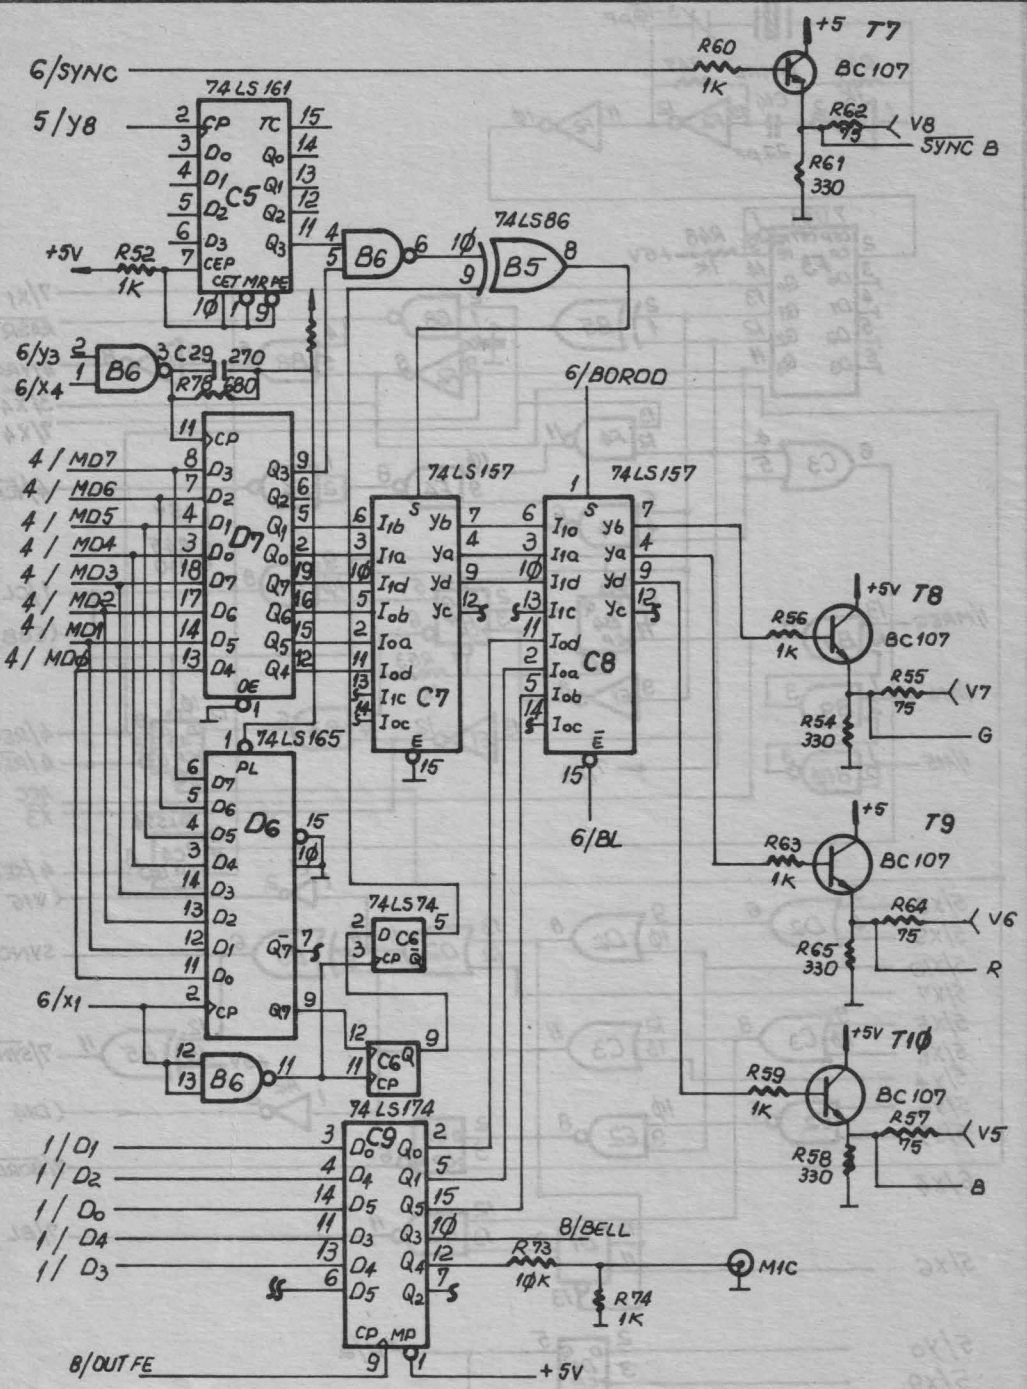 6/SYNC
R60
1K
+5 T7
BC107
R62
75
V8
SYNC B
R61
330
74LS161
5/Y8
2 CP TC 15
3 D0 Q0 14
4 D1 Q1 13
5 D2 Q2 12
6 D3 Q3 11
7 CEP
C5
CET MR PE
10 1 9
+5V R52
1K
4
5
B6
6
74LS86
10
9
B5
8
6/Y3 2
6/X4 1
B6
3
C29 270
R78 680
6/BOROD
11 CP
4/MD7 8 D3 Q3 9
4/MD6 7 D2 Q2 6
4/MD5 4 D1 Q1 5
4/MD4 3 D0 Q0 2
4/MD3 18 D7 Q7 19
4/MD2 17 D6 Q6 16
4/MD1 14 D5 Q5 15
4/MD0 13 D4 Q4 12
D7
OE 1
74LS157
S
6 I1b Yb 7
3 I1a Ya 4
10 I1d Yd 9
5 I0b Yc 12
2 I0a
11 I0d
13 I1c
14 I0c
C7
E
15
74LS157
1
S
6 I10 Yb 7
3 I1a Ya 4
10 I1d Yd 9
13 I1c Yc 12
11 I0d
2 I0a
5 I0b
14 I0c
C8
E
15
6/BL
+5V T8
R56
1K
BC107
R55
75
V7
R54
330
G
1 74LS165
PL
6 D7
5 D6
4 D5
3 D4
14 D3
13 D2
12 D1
11 D0
2 CP
D6
15
10
Q7 7
Q7 9
6/X1
+5 T9
R63
1K
BC107
R64
75
V6
R65
330
R
74LS74
2 D C6 5
3 CP Q
12 C6 Q 9
11 CP
12
13
B6
11
+5V T10
R59
1K
BC107
R57
75
V5
R58
330
B
74LS174
C9
1/D1 3 D0 Q0 2
1/D2 4 D4 Q1 5
1/D0 14 D5 Q5 15
1/D4 11 D3 Q3 10
1/D3 13 D4 Q4 12
6 D5 Q2 7
CP MP
9 1
8/BELL
R73
10K
R74
1K
MIC
8/OUT FE
+5V